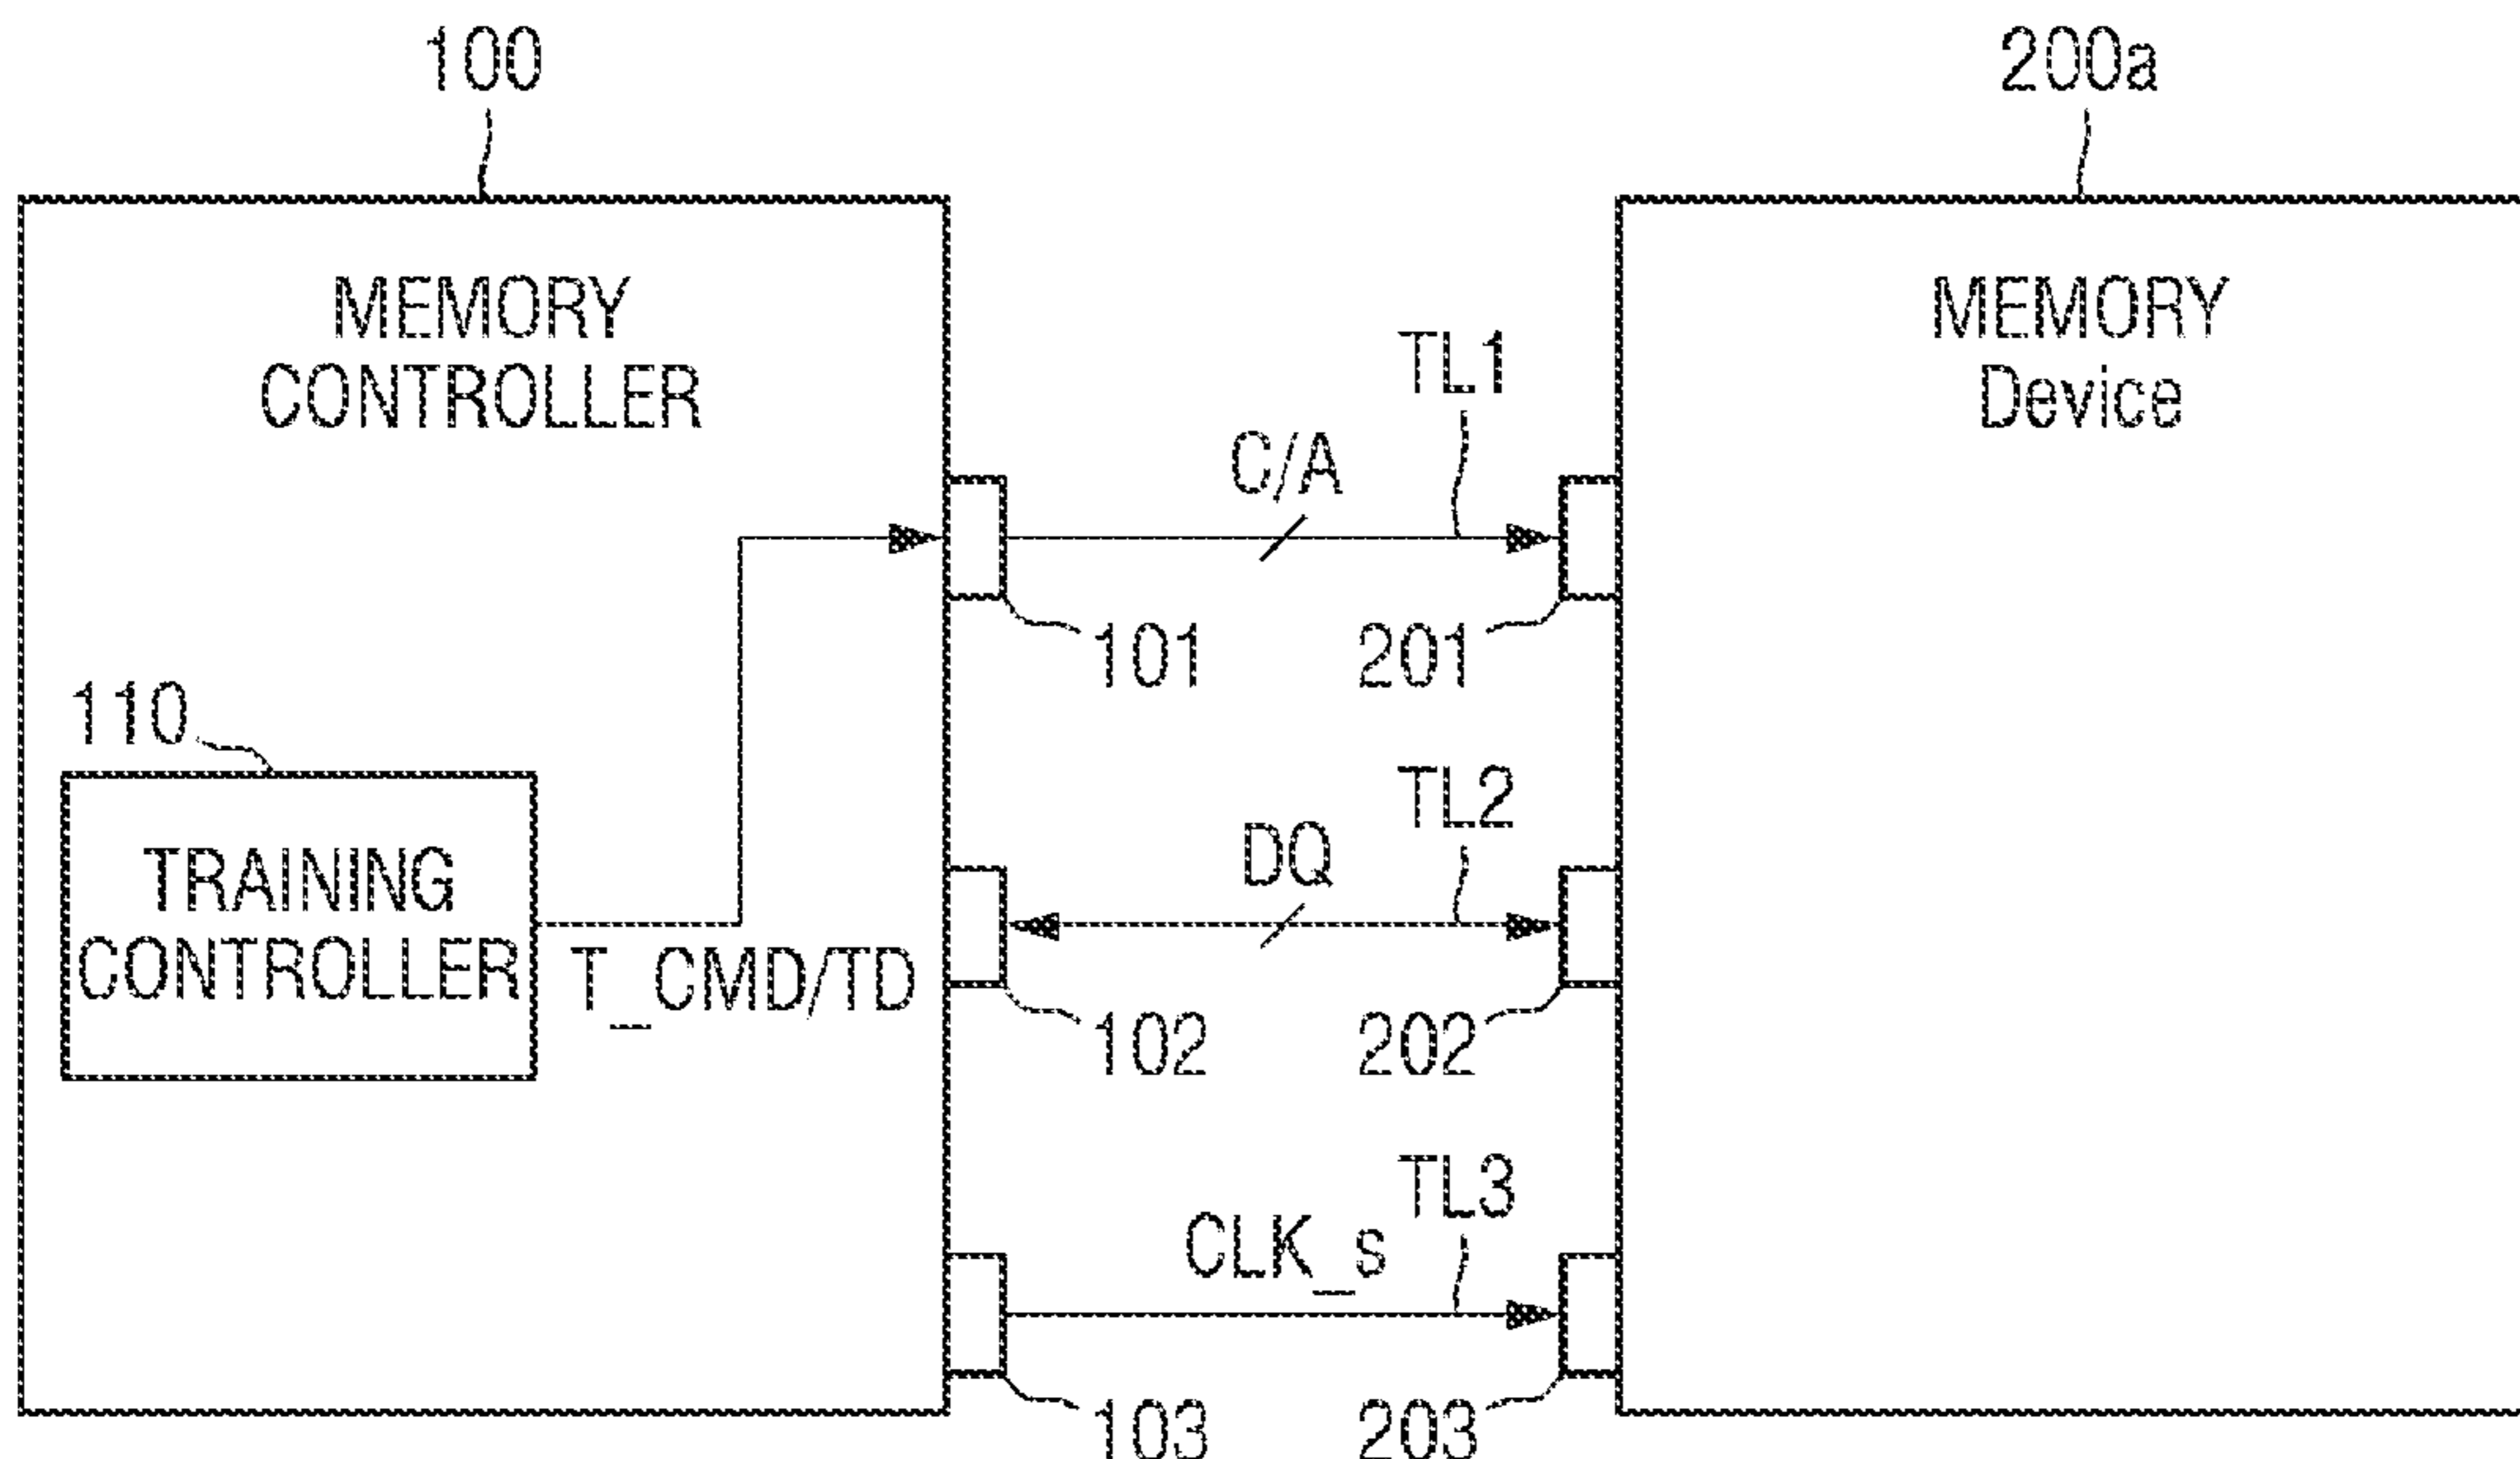 100
200a
MEMORY
CONTROLLER
MEMORY
Device
TL1
C/A
101
201
110
TRAINING
CONTROLLER
T_CMD/TD
TL2
DQ
102
202
TL3
CLK_s
103
203